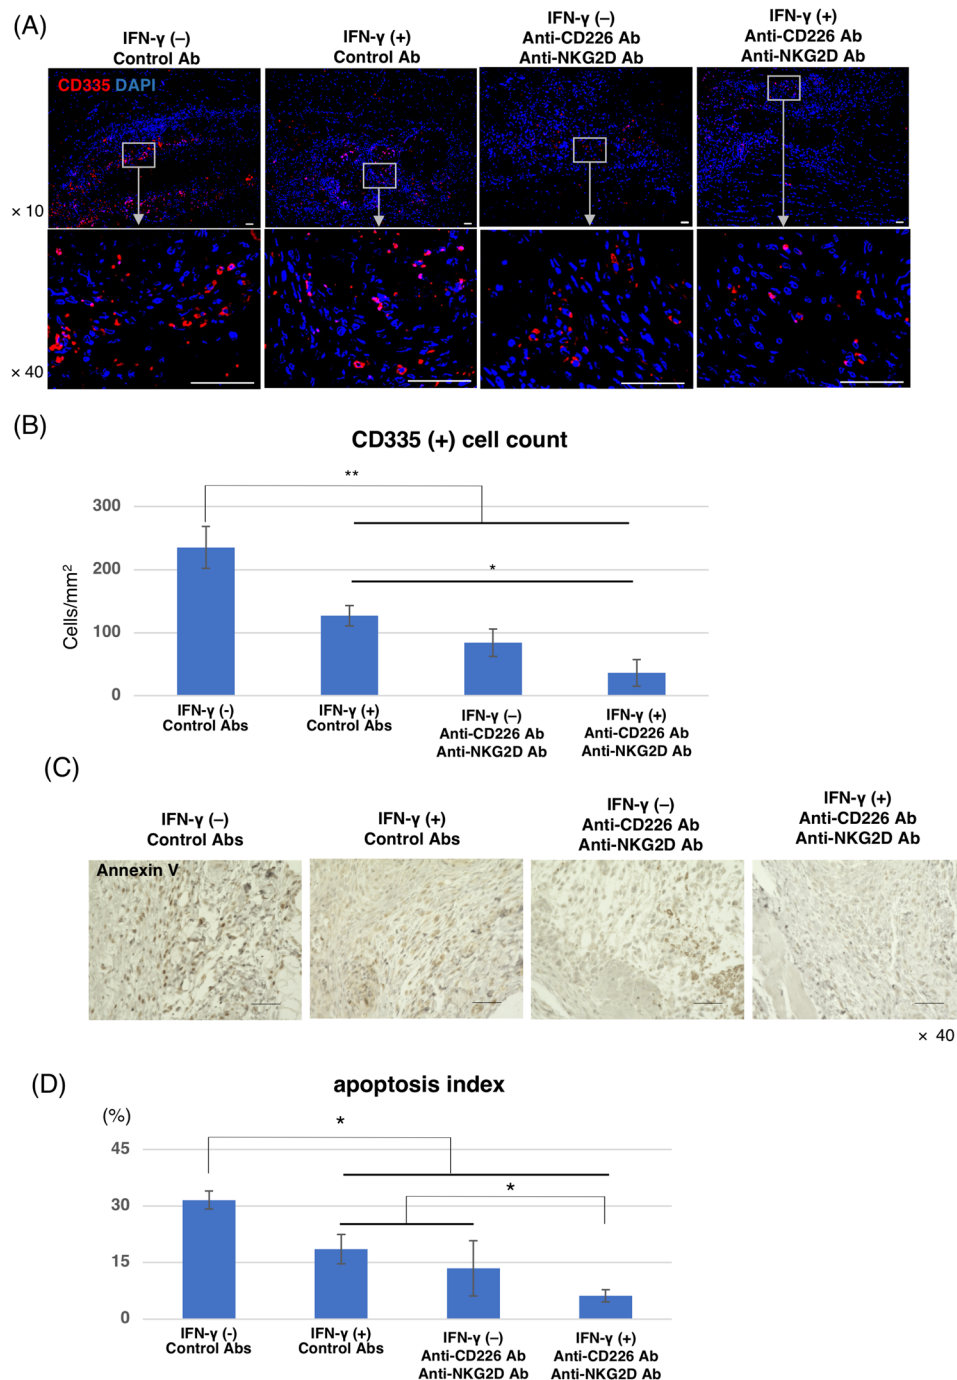 (A)
IFN-γ (–)
Control Ab
IFN-γ (+)
Control Ab
IFN-γ (–)
Anti-CD226 Ab
Anti-NKG2D Ab
IFN-γ (+)
Anti-CD226 Ab
Anti-NKG2D Ab
CD335 DAPI
× 10
× 40
(B)
CD335 (+) cell count
**
*
Cells/mm²
300
200
100
0
IFN-γ (-)
Control Abs
IFN-γ (+)
Control Abs
IFN-γ (–)
Anti-CD226 Ab
Anti-NKG2D Ab
IFN-γ (+)
Anti-CD226 Ab
Anti-NKG2D Ab
(C)
IFN-γ (–)
Control Abs
IFN-γ (+)
Control Abs
IFN-γ (–)
Anti-CD226 Ab
Anti-NKG2D Ab
IFN-γ (+)
Anti-CD226 Ab
Anti-NKG2D Ab
Annexin V
× 40
(D)
apoptosis index
(%)
*
*
45
30
15
0
IFN-γ (-)
Control Abs
IFN-γ (+)
Control Abs
IFN-γ (–)
Anti-CD226 Ab
Anti-NKG2D Ab
IFN-γ (+)
Anti-CD226 Ab
Anti-NKG2D Ab